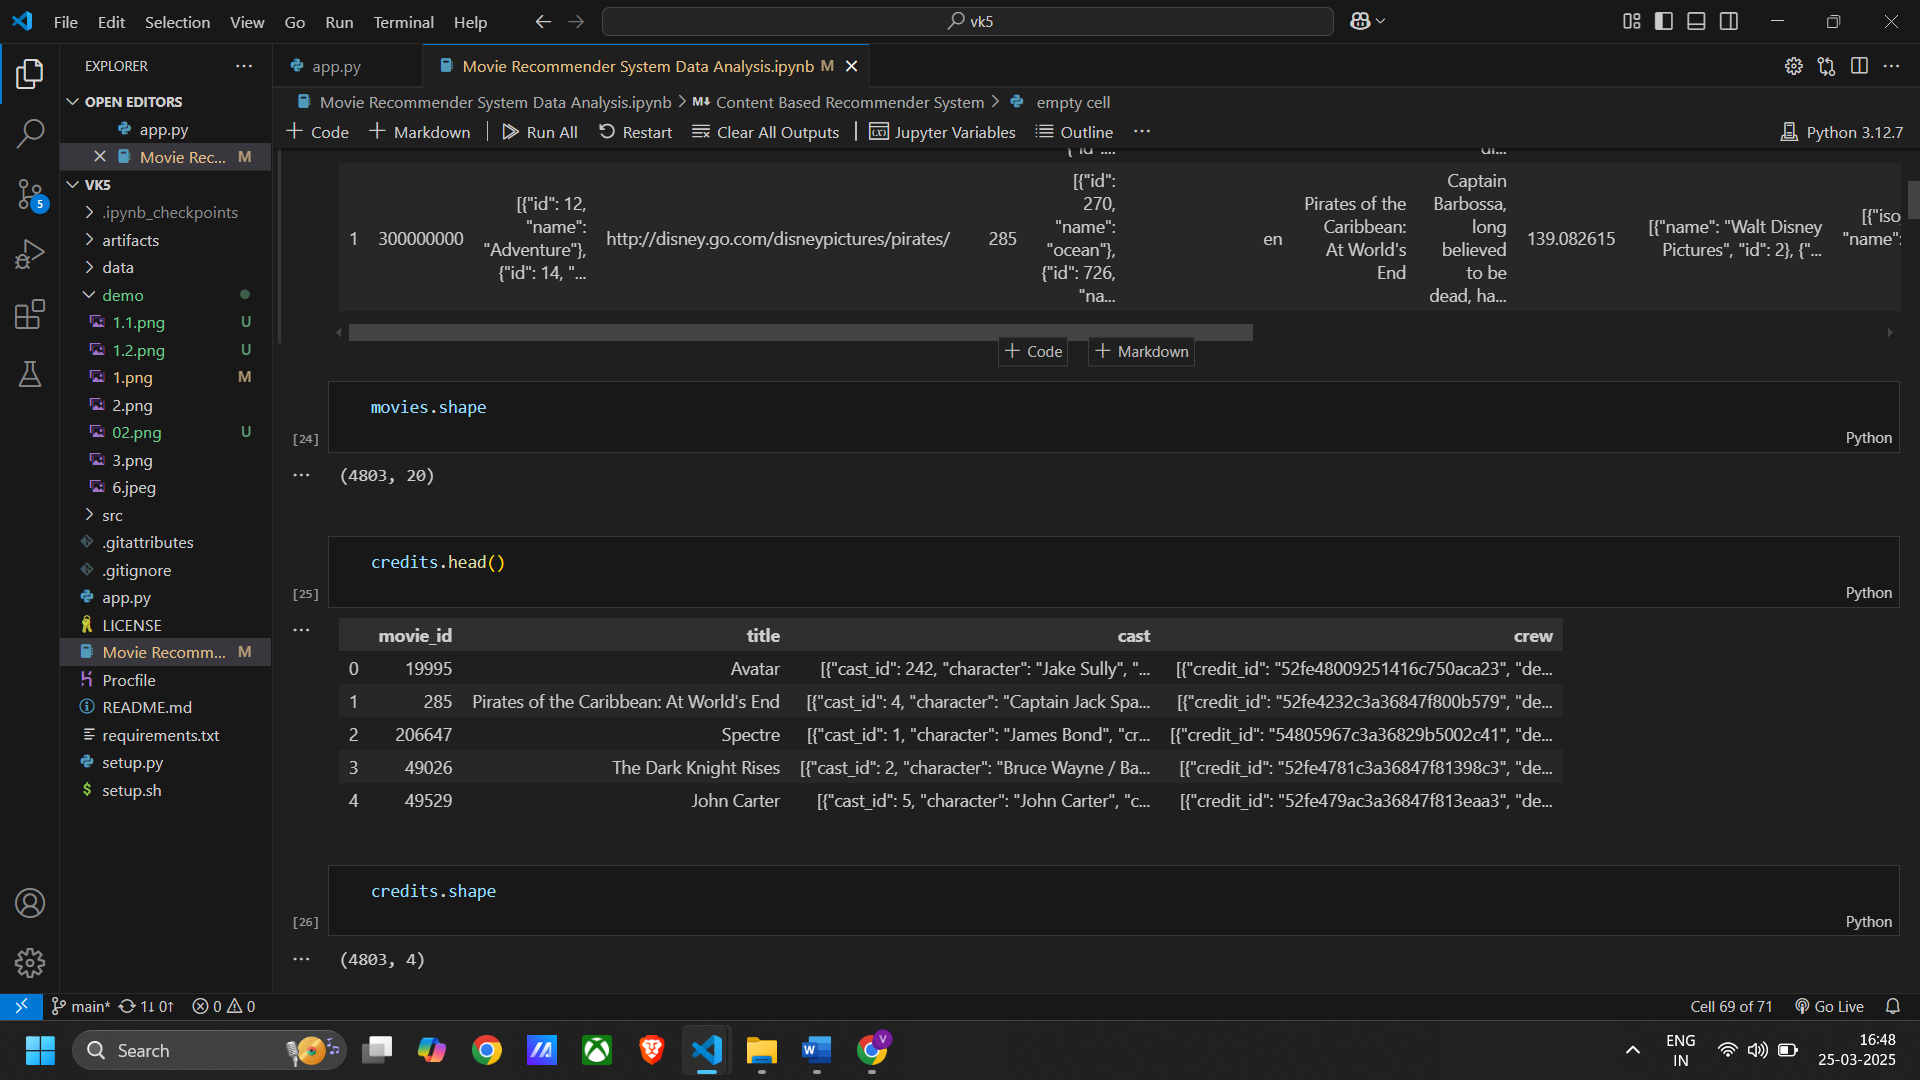 File Edit Selection View Go Run Terminal Help
vk5
EXPLORER
OPEN EDITORS
app.py
Movie Rec... M
VK5
.ipynb_checkpoints
artifacts
data
demo
1.1.png U
1.2.png U
1.png M
2.png
02.png U
3.png
6.jpeg
src
.gitattributes
.gitignore
app.py
LICENSE
Movie Recomm... M
Procfile
README.md
requirements.txt
setup.py
setup.sh
5
app.py
Movie Recommender System Data Analysis.ipynb M
Movie Recommender System Data Analysis.ipynb > M↓ Content Based Recommender System > empty cell
+ Code + Markdown | Run All Restart Clear All Outputs | Jupyter Variables Outline ...
Python 3.12.7
1 300000000 [{"id": 12, "name": "Adventure"}, {"id": 14, "... http://disney.go.com/disneypictures/pirates/ 285 [{"id": 270, "name": "ocean"}, {"id": 726, "na... en Pirates of the Caribbean: At World's End Captain Barbossa, long believed to be dead, ha... 139.082615 [{"name": "Walt Disney Pictures", "id": 2}, {"... [{"iso "name":
+ Code + Markdown
movies.shape
[24]
Python
(4803, 20)
credits.head()
[25]
Python
movie_id title cast crew
0 19995 Avatar [{"cast_id": 242, "character": "Jake Sully", "... [{"credit_id": "52fe48009251416c750aca23", "de...
1 285 Pirates of the Caribbean: At World's End [{"cast_id": 4, "character": "Captain Jack Spa... [{"credit_id": "52fe4232c3a36847f800b579", "de...
2 206647 Spectre [{"cast_id": 1, "character": "James Bond", "cr... [{"credit_id": "54805967c3a36829b5002c41", "de...
3 49026 The Dark Knight Rises [{"cast_id": 2, "character": "Bruce Wayne / Ba... [{"credit_id": "52fe4781c3a36847f81398c3", "de...
4 49529 John Carter [{"cast_id": 5, "character": "John Carter", "c... [{"credit_id": "52fe479ac3a36847f813eaa3", "de...
credits.shape
[26]
Python
(4803, 4)
main* 1↓ 0↑ 0 0
Cell 69 of 71 Go Live
Search
W
V
ENG
IN
16:48
25-03-2025